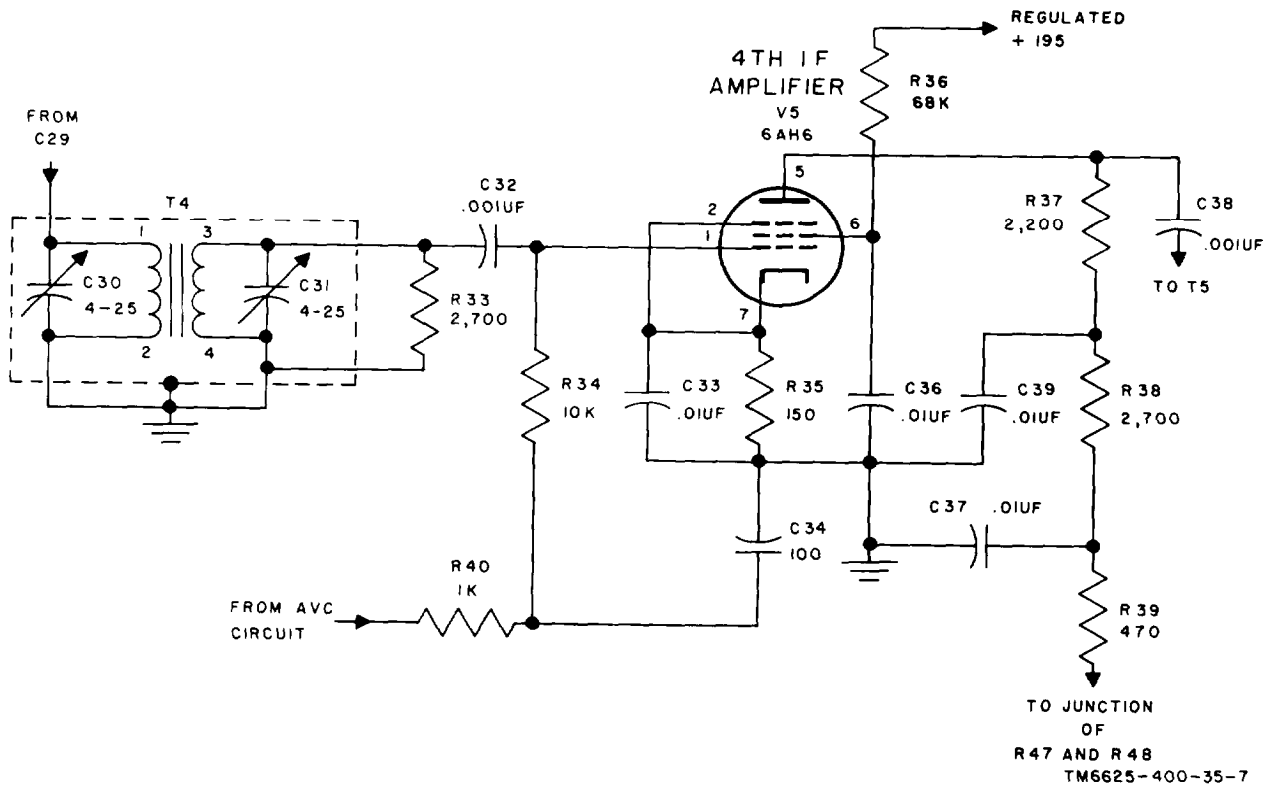 REGULATED
+ 195
4TH IF
AMPLIFIER
V5
6AH6
R36
68K
FROM
C29
T4
1
3
C30
4-25
C31
4-25
2
4
R33
2,700
C32
.001UF
5
2
1
6
7
R37
2,200
C38
.001UF
TO T5
R34
10K
C33
.01UF
R35
150
C36
.01UF
C39
.01UF
R38
2,700
C37 .01UF
C34
100
R40
1K
FROM AVC
CIRCUIT
R39
470
TO JUNCTION
OF
R47 AND R48
TM6625-400-35-7